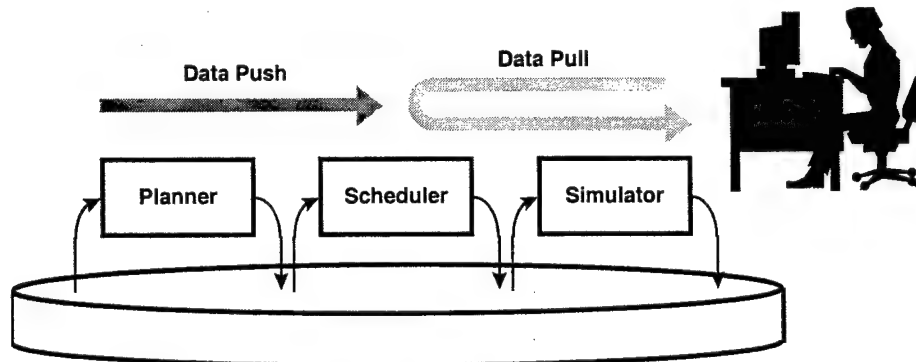 Data Push
Data Pull
Planner
Scheduler
Simulator